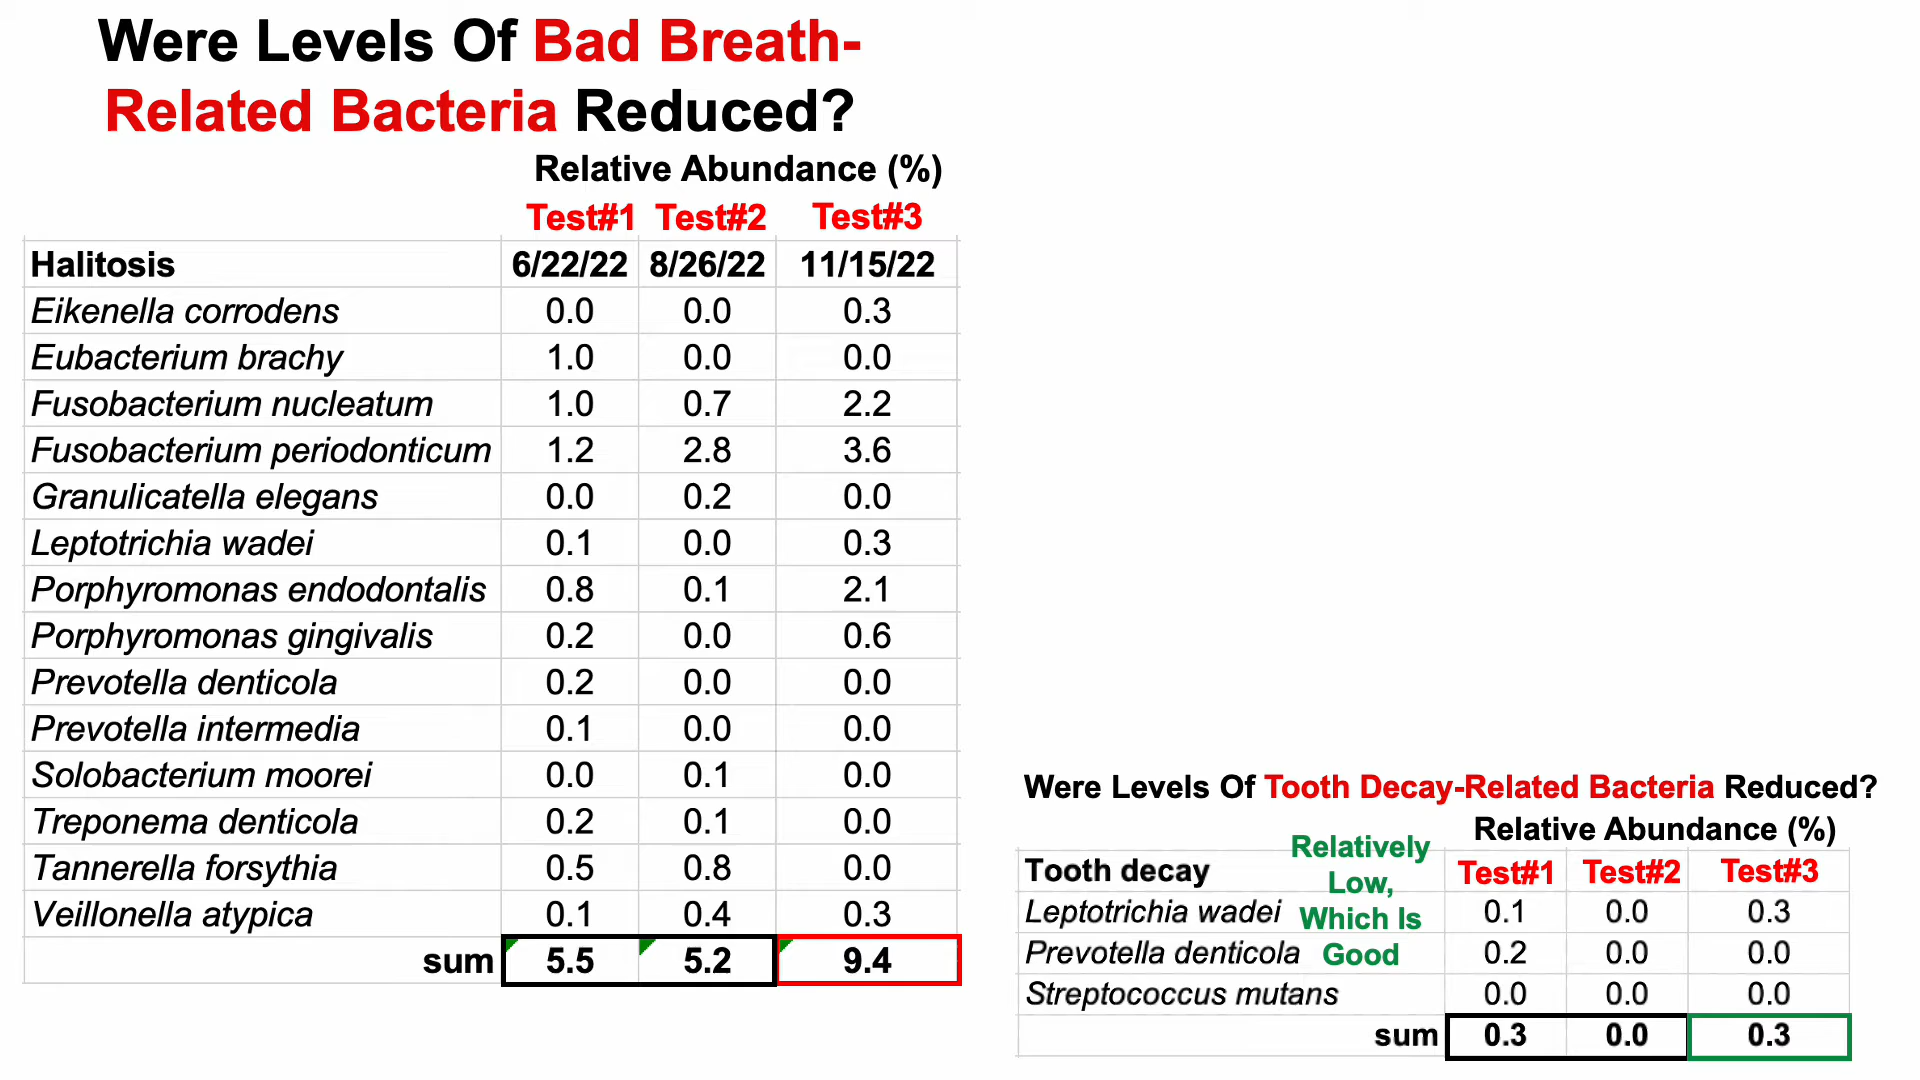 Were Levels Of Bad Breath-
Related Bacteria Reduced?
Relative Abundance (%)
Test#1 Test#2 Test#3
Halitosis 6/22/22 8/26/22 11/15/22
Eikenella corrodens 0.0 0.0 0.3
Eubacterium brachy 1.0 0.0 0.0
Fusobacterium nucleatum 1.0 0.7 2.2
Fusobacterium periodonticum 1.2 2.8 3.6
Granulicatella elegans 0.0 0.2 0.0
Leptotrichia wadei 0.1 0.0 0.3
Porphyromonas endodontalis 0.8 0.1 2.1
Porphyromonas gingivalis 0.2 0.0 0.6
Prevotella denticola 0.2 0.0 0.0
Prevotella intermedia 0.1 0.0 0.0
Solobacterium moorei 0.0 0.1 0.0
Treponema denticola 0.2 0.1 0.0
Tannerella forsythia 0.5 0.8 0.0
Veillonella atypica 0.1 0.4 0.3
sum 5.5 5.2 9.4
Were Levels Of Tooth Decay-Related Bacteria Reduced?
Relative Abundance (%)
Relatively
Low,
Which Is
Good
Tooth decay Test#1 Test#2 Test#3
Leptotrichia wadei 0.1 0.0 0.3
Prevotella denticola 0.2 0.0 0.0
Streptococcus mutans 0.0 0.0 0.0
sum 0.3 0.0 0.3